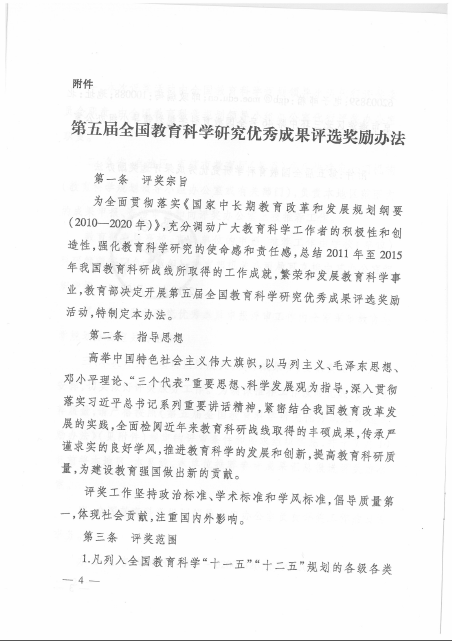 附件
第五届全国教育科学研究优秀成果评选奖励办法
第一条 评奖宗旨
为全面贯彻落实《国家中长期教育改革和发展规划纲要
(2010—2020年)》,充分调动广大教育科学工作者的积极性和创
造性,强化教育科学研究的使命感和责任感,总结2011年至2015
年我国教育科研战线所取得的工作成就,繁荣和发展教育科学事
业,教育部决定开展第五届全国教育科学研究优秀成果评选奖励
活动,特制定本办法。
第二条 指导思想
高举中国特色社会主义伟大旗帜,以马列主义、毛泽东思想、
邓小平理论、“三个代表”重要思想、科学发展观为指导,深入贯彻
落实习近平总书记系列重要讲话精神,紧密结合我国教育改革发
展的实践,全面检阅近年来教育科研战线取得的丰硕成果,传承严
谨求实的良好学风,推进教育科学的发展和创新,提高教育科研质
量,为建设教育强国做出新的贡献。
评奖工作坚持政治标准、学术标准和学风标准,倡导质量第
一,体现社会贡献,注重国内外影响。
第三条 评奖范围
1.凡列入全国教育科学“十一五”“十二五”规划的各级各类
— 4 —